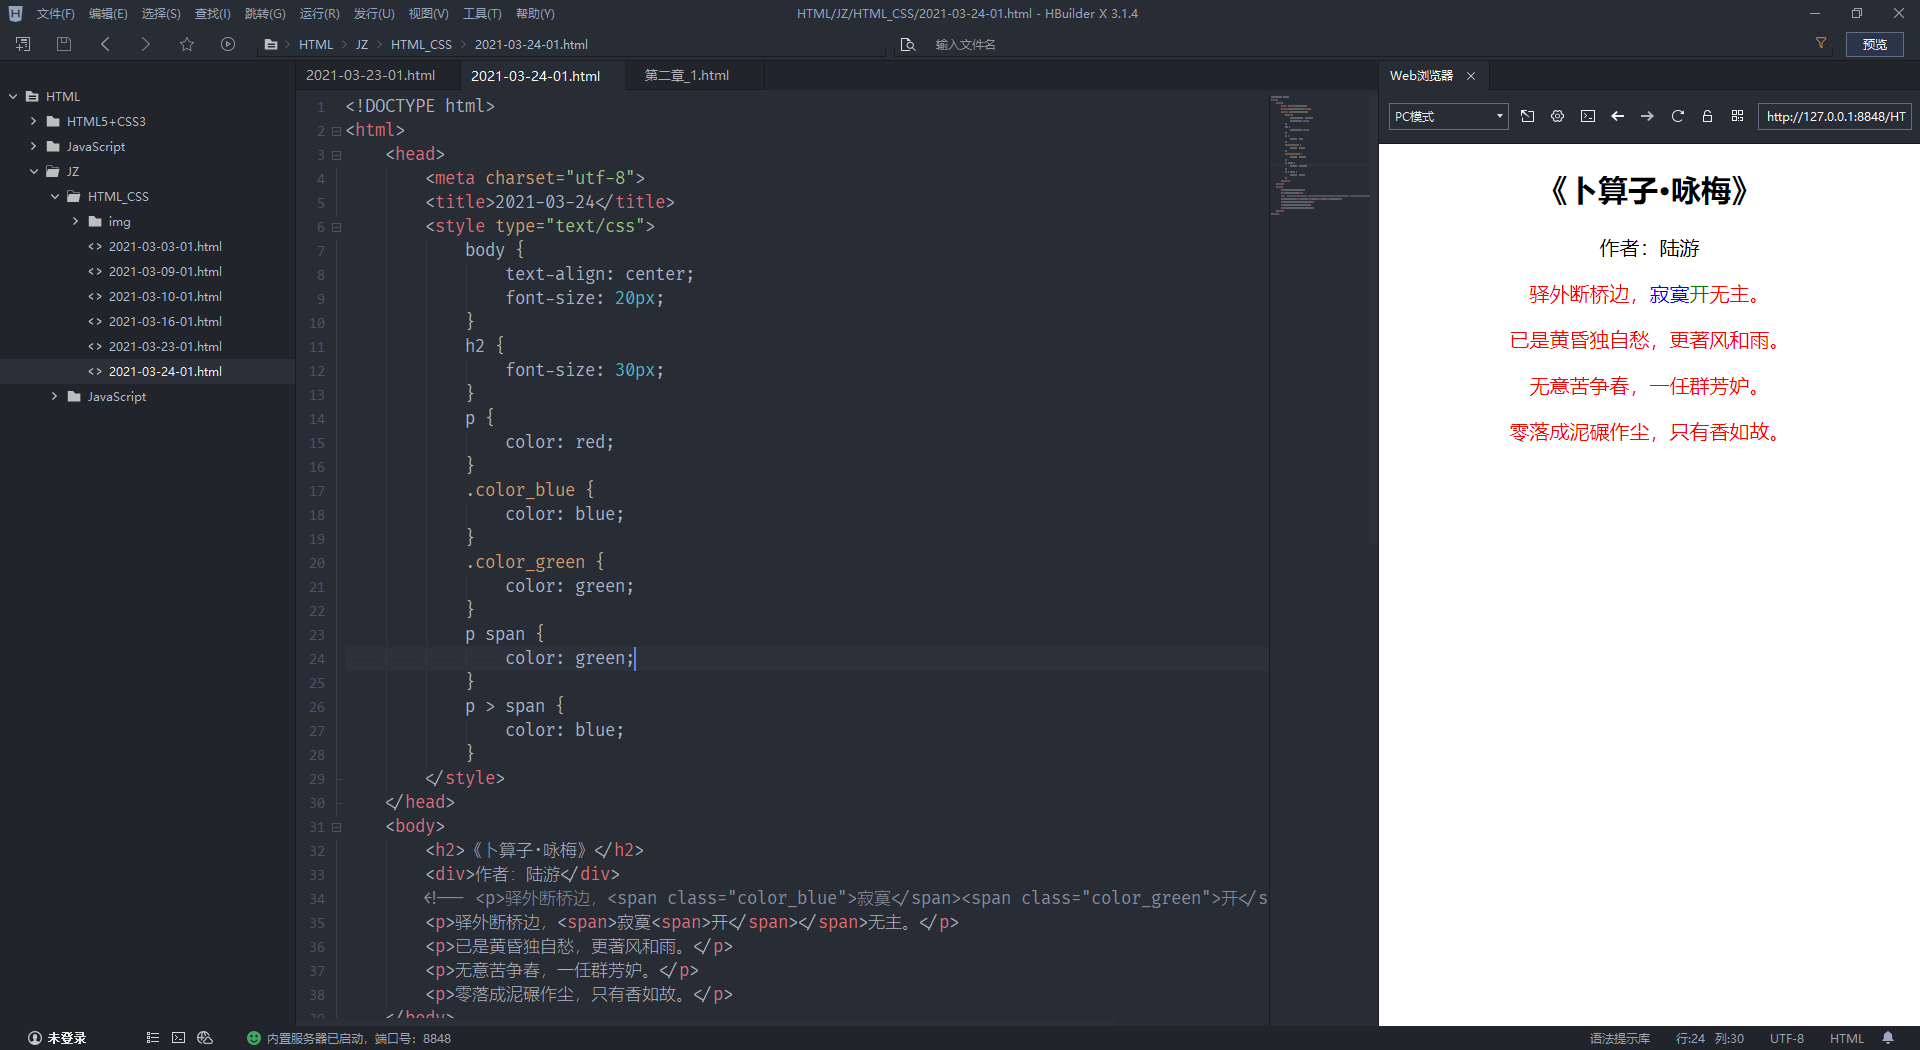 文件(F) 编辑(E) 选择(S) 查找(I) 跳转(G) 运行(R) 发行(U) 视图(V) 工具(T) 帮助(Y)
HTML/JZ/HTML_CSS/2021-03-24-01.html - HBuilder X 3.1.4
HTML JZ HTML_CSS 2021-03-24-01.html
输入文件名
预览
HTML
HTML5+CSS3
JavaScript
JZ
HTML_CSS
img
2021-03-03-01.html
2021-03-09-01.html
2021-03-10-01.html
2021-03-16-01.html
2021-03-23-01.html
2021-03-24-01.html
JavaScript
2021-03-23-01.html 2021-03-24-01.html 第二章_1.html
1 <!DOCTYPE html>
2 <html>
3 <head>
4 <meta charset="utf-8">
5 <title>2021-03-24</title>
6 <style type="text/css">
7 body {
8 text-align: center;
9 font-size: 20px;
10 }
11 h2 {
12 font-size: 30px;
13 }
14 p {
15 color: red;
16 }
17 .color_blue {
18 color: blue;
19 }
20 .color_green {
21 color: green;
22 }
23 p span {
24 color: green;
25 }
26 p > span {
27 color: blue;
28 }
29 </style>
30 </head>
31 <body>
32 <h2>《卜算子·咏梅》</h2>
33 <div>作者：陆游</div>
34 <!-- <p>驿外断桥边，<span class="color_blue">寂寞</span><span class="color_green">开</s
35 <p>驿外断桥边，<span>寂寞<span>开</span></span>无主。</p>
36 <p>已是黄昏独自愁，更著风和雨。</p>
37 <p>无意苦争春，一任群芳妒。</p>
38 <p>零落成泥碾作尘，只有香如故。</p>
39 </body>
Web浏览器
PC模式
http://127.0.0.1:8848/HT
《卜算子·咏梅》
作者：陆游
驿外断桥边，寂寞开无主。
已是黄昏独自愁，更著风和雨。
无意苦争春，一任群芳妒。
零落成泥碾作尘，只有香如故。
未登录
内置服务器已启动，端口号：8848
语法提示库 行:24 列:30 UTF-8 HTML